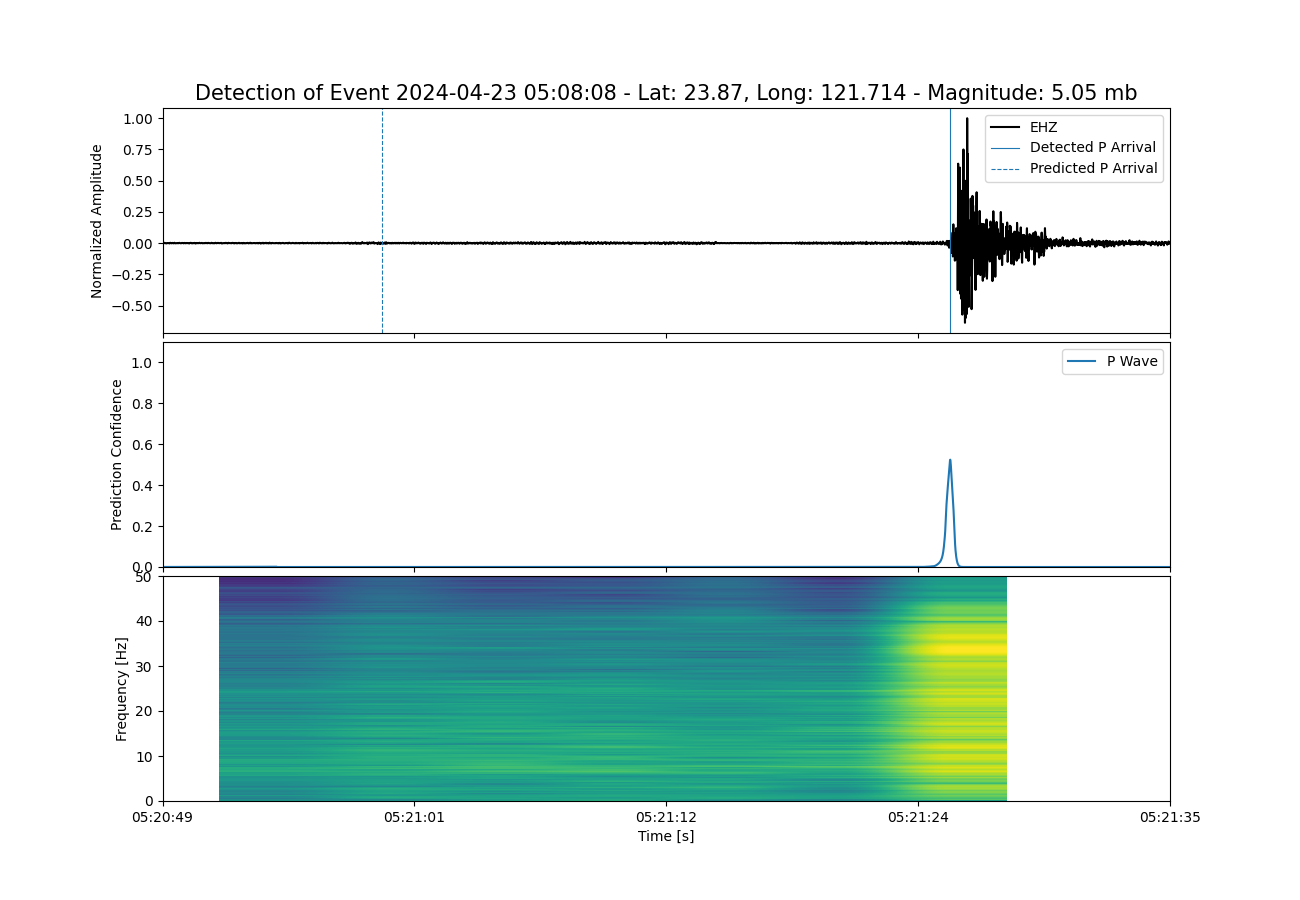 Detection of Event 2024-04-23 05:08:08 - Lat: 23.87, Long: 121.714 - Magnitude: 5.05 mb
Normalized Amplitude
1.00
0.75
0.50
0.25
0.00
−0.25
−0.50
EHZ
Detected P Arrival
Predicted P Arrival
Prediction Confidence
1.0
0.8
0.6
0.4
0.2
0.0
P Wave
Frequency [Hz]
50
40
30
20
10
0
05:20:49 05:21:01 05:21:12 05:21:24 05:21:35
Time [s]